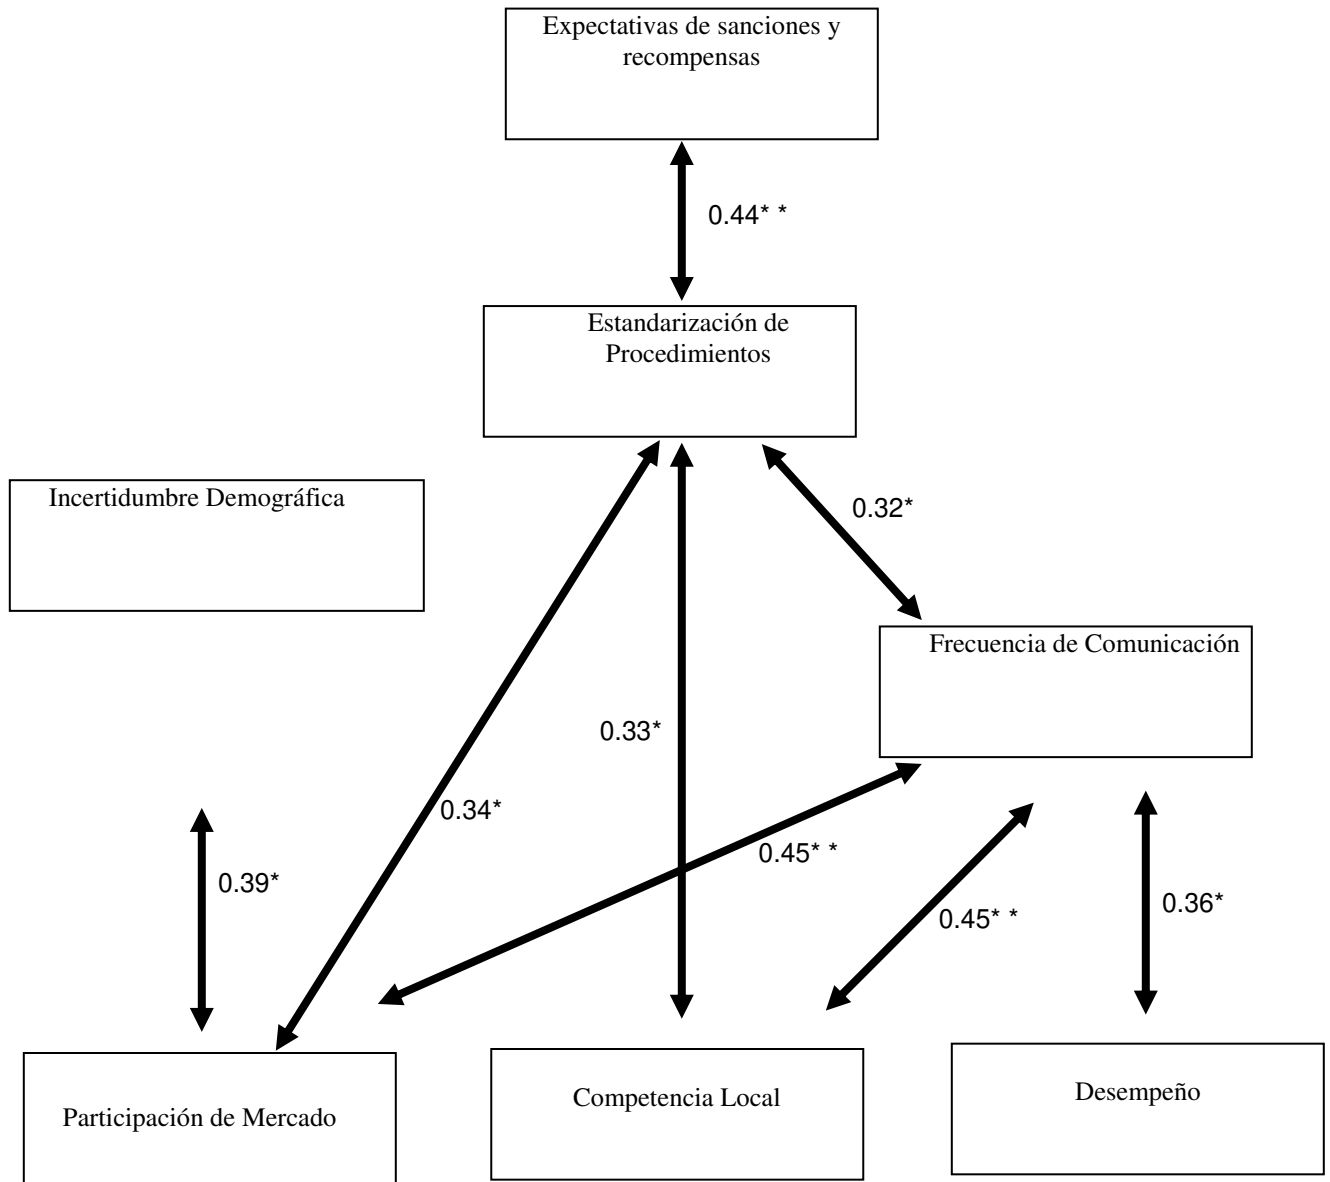 Expectativas de sanciones y
recompensas
0.44* *
Estandarización de
Procedimientos
Incertidumbre Demográfica
0.32*
Frecuencia de Comunicación
0.33*
0.34*
0.45* *
0.39*
0.45* *
0.36*
Participación de Mercado
Competencia Local
Desempeño